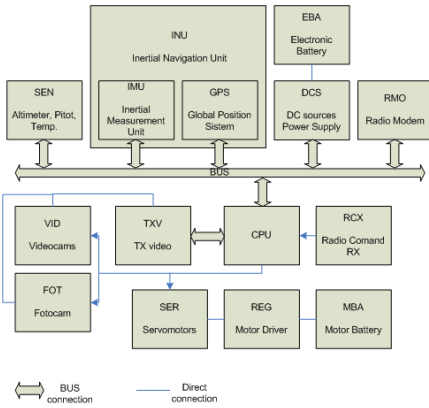 INU
Inertial Navigation Unit
EBA
Electronic
Battery
SEN
Altimeter, Pitot,
Temp.
IMU
Inertial
Measurement
Unit
GPS
Global Position
Sistem
DCS
DC sources
Power Supply
RMO
Radio Modem
BUS
VID
Videocams
TXV
TX video
CPU
RCX
Radio Comand
RX
FOT
Fotocam
SER
Servomotors
REG
Motor Driver
MBA
Motor Battery
BUS
connection
Direct
connection